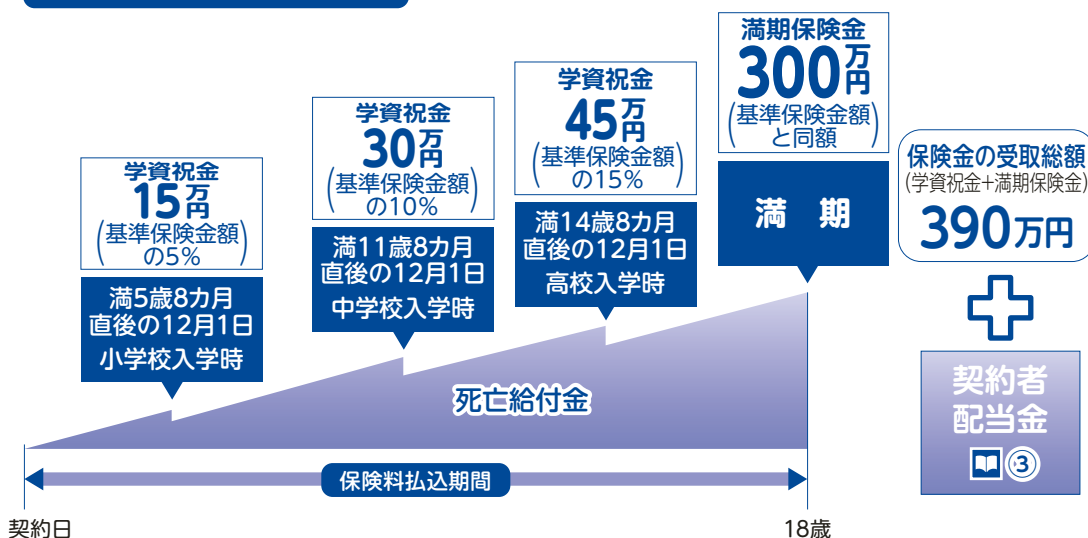 学資祝金
15万円
(基準保険金額
の5%)
満5歳8カ月
直後の12月1日
小学校入学時
学資祝金
30万円
(基準保険金額
の10%)
満11歳8カ月
直後の12月1日
中学校入学時
学資祝金
45万円
(基準保険金額
の15%)
満14歳8カ月
直後の12月1日
高校入学時
満期保険金
300万円
(基準保険金額
と同額)
満 期
保険金の受取総額
(学資祝金+満期保険金)
390万円
契約者
配当金
③
死亡給付金
保険料払込期間
契約日
18歳